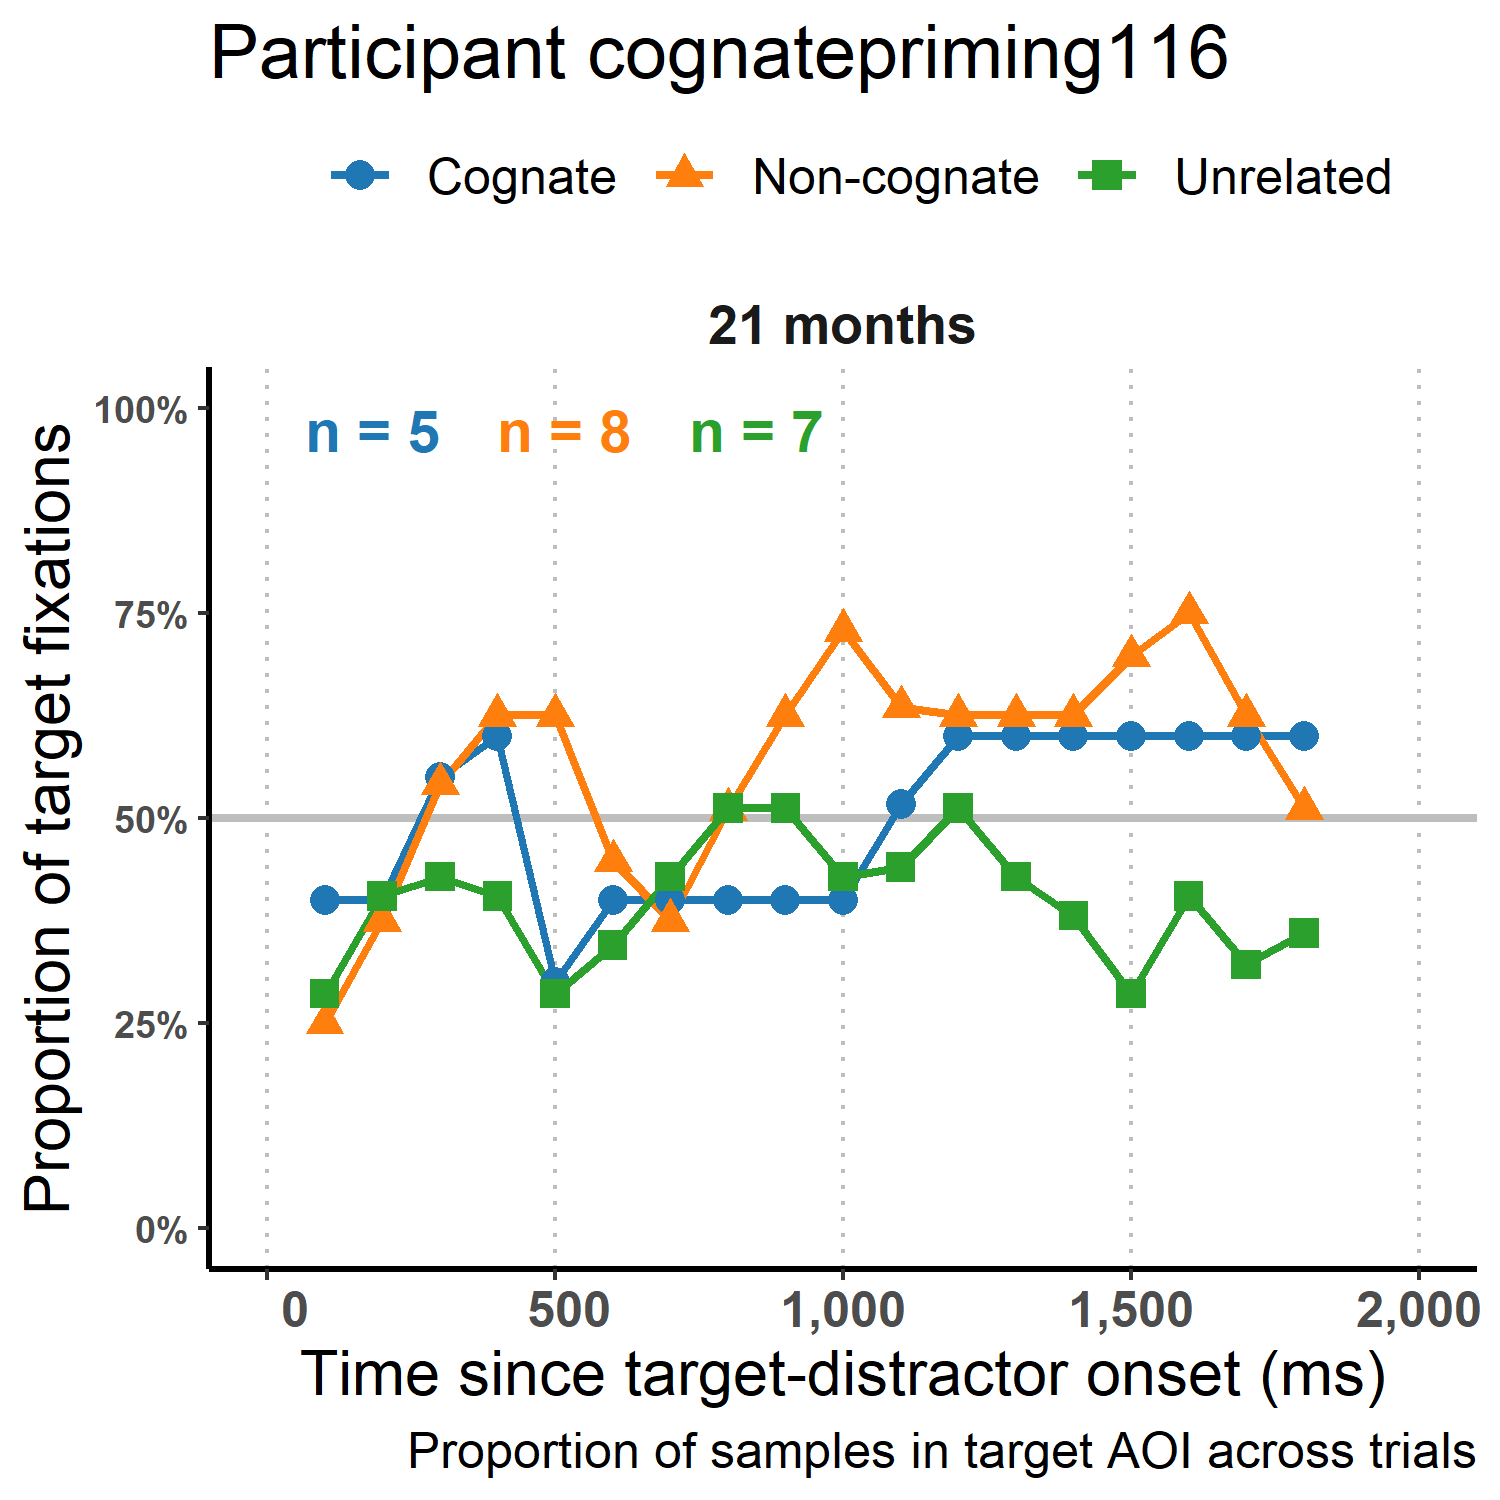 Participant cognatepriming116
Cognate Non-cognate Unrelated
21 months
n = 5 n = 8 n = 7
100%
75%
50%
25%
0%
Proportion of target fixations
0 500 1,000 1,500 2,000
Time since target-distractor onset (ms)
Proportion of samples in target AOI across trials